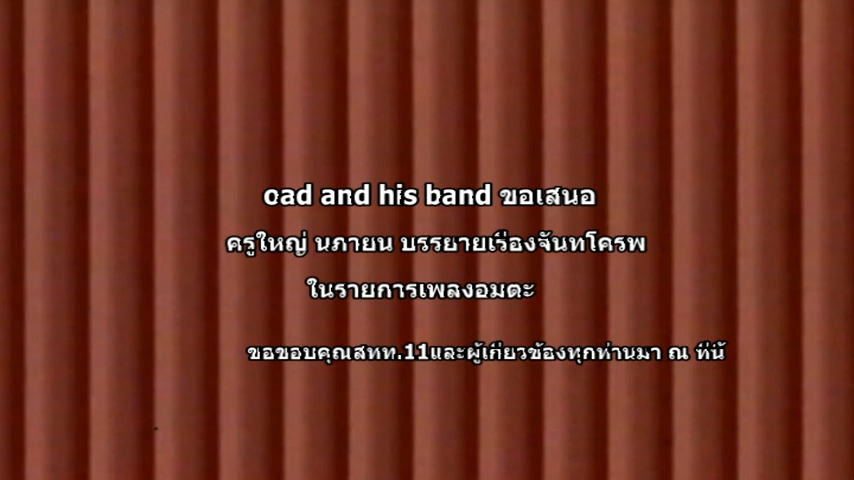 oad and his band ขอเสนอ
ครูใหญ่ นภายน บรรยายเรื่องจันทโครพ
ในรายการเพลงอมตะ
ขอขอบคุณสทท.11และผู้เกี่ยวข้องทุกท่านมา ณ ที่นี้